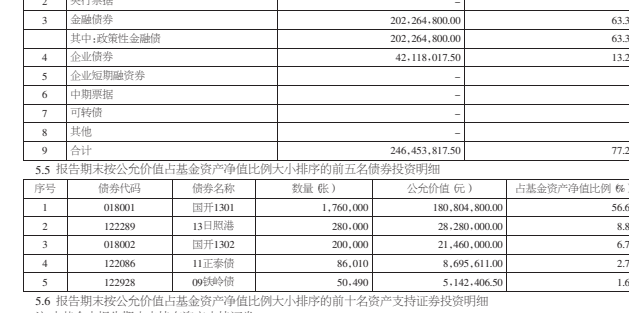 2 央行票据 –
3 金融债券 202,264,800.00 63.3
其中:政策性金融债 202,264,800.00 63.3
4 企业债券 42,118,017.50 13.2
5 企业短期融资券 – –
6 中期票据 – –
7 可转债 – –
8 其他 – –
9 合计 246,453,817.50 77.2
5.5 报告期末按公允价值占基金资产净值比例大小排序的前五名债券投资明细
序号 债券代码 债券名称 数量(张) 公允价值(元) 占基金资产净值比例(%)
1 018001 国开1301 1,760,000 180,804,800.00 56.6
2 122289 13日照港 280,000 28,280,000.00 8.8
3 018002 国开1302 200,000 21,460,000.00 6.7
4 122086 11正泰债 86,010 8,695,611.00 2.7
5 122928 09铁岭债 50,490 5,142,406.50 1.6
5.6 报告期末按公允价值占基金资产净值比例大小排序的前十名资产支持证券投资明细